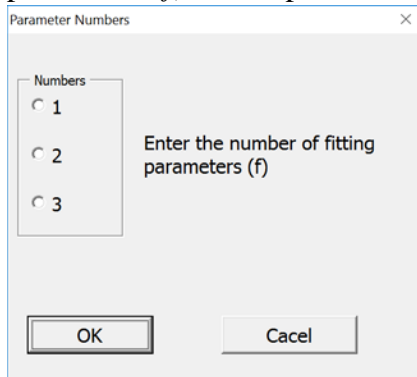 Parameter Numbers
Numbers
1
2
3
Enter the number of fitting
parameters (f)
OK
Cacel